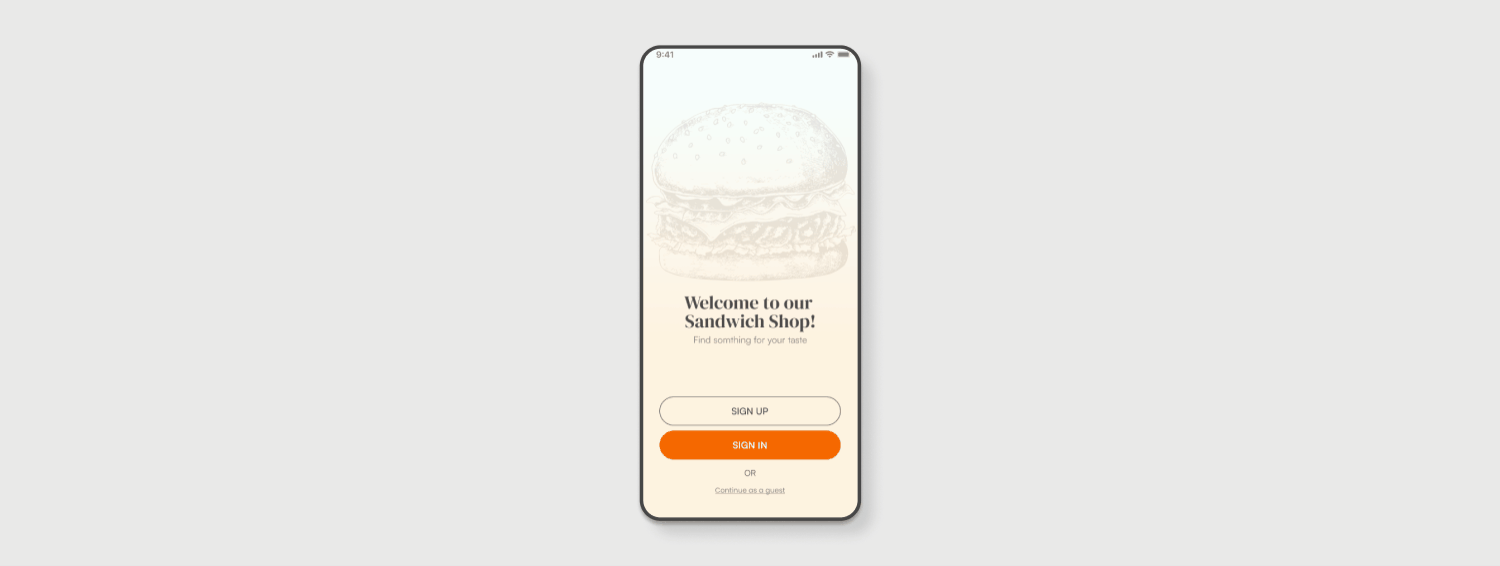 9:41
Welcome to our
Sandwich Shop!
Find somthing for your taste
SIGN UP
SIGN IN
OR
Continue as a guest